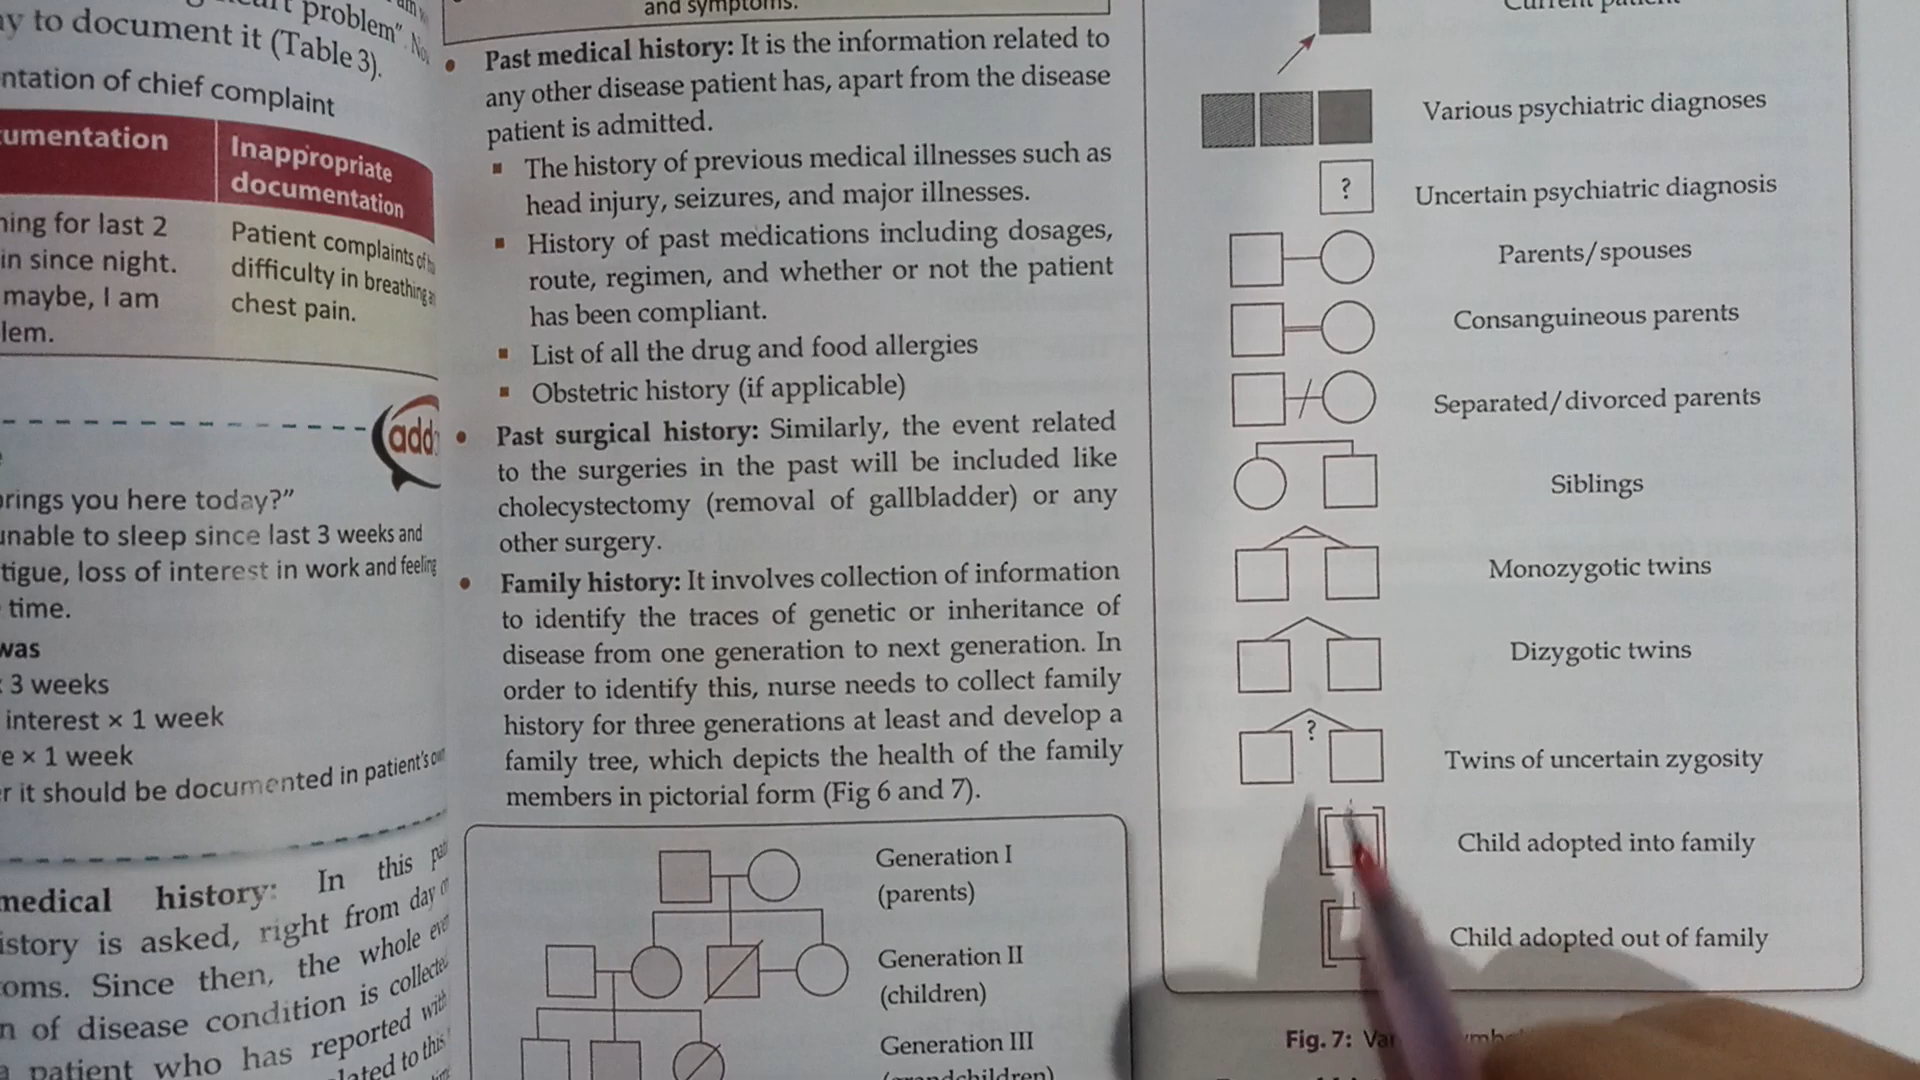 problem". Now
y to document it (Table 3).
ntation of chief complaint
umentation
Inappropriate
documentation
ning for last 2
in since night.
maybe, I am
lem.
Patient complaints of
difficulty in breathing
chest pain.
add
rings you here today?"
unable to sleep since last 3 weeks and
tigue, loss of interest in work and feeling
time.
was
3 weeks
interest × 1 week
e × 1 week
r it should be documented in patient's own
medical history: In this
istory is asked, right from day
oms. Since then, the whole
n of disease condition is
a patient who has reported with
to this
and symptoms.
• Past medical history: It is the information related to
any other disease patient has, apart from the disease
patient is admitted.
▪ The history of previous medical illnesses such as
head injury, seizures, and major illnesses.
▪ History of past medications including dosages,
route, regimen, and whether or not the patient
has been compliant.
▪ List of all the drug and food allergies
▪ Obstetric history (if applicable)
• Past surgical history: Similarly, the event related
to the surgeries in the past will be included like
cholecystectomy (removal of gallbladder) or any
other surgery.
• Family history: It involves collection of information
to identify the traces of genetic or inheritance of
disease from one generation to next generation. In
order to identify this, nurse needs to collect family
history for three generations at least and develop a
family tree, which depicts the health of the family
members in pictorial form (Fig 6 and 7).
Generation I
(parents)
Generation II
(children)
Generation III
(grandchildren)
Current patient
Various psychiatric diagnoses
? Uncertain psychiatric diagnosis
Parents/spouses
Consanguineous parents
Separated/divorced parents
Siblings
Monozygotic twins
Dizygotic twins
? Twins of uncertain zygosity
Child adopted into family
Child adopted out of family
Fig. 7: